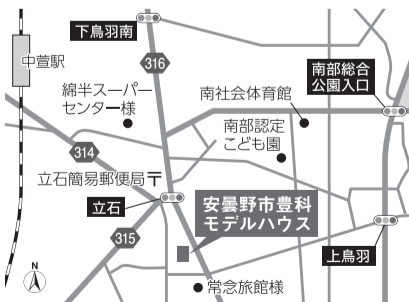 下鳥羽南
中萱駅
316
綿半スーパー
センター様
南社会体育館
南部総合
公園入口
南部認定
こども園
314
立石簡易郵便局〒
立石
安曇野市豊科
モデルハウス
315
上鳥羽
常念旅館様
N